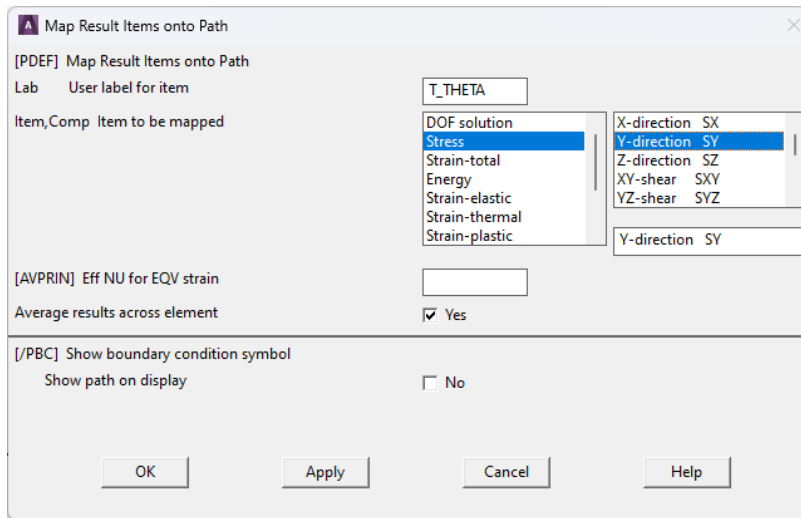 Map Result Items onto Path
[PDEF] Map Result Items onto Path
Lab User label for item T_THETA
Item,Comp Item to be mapped
DOF solution
Stress
Strain-total
Energy
Strain-elastic
Strain-thermal
Strain-plastic
X-direction SX
Y-direction SY
Z-direction SZ
XY-shear SXY
YZ-shear SYZ
Y-direction SY
[AVPRIN] Eff NU for EQV strain
Average results across element Yes
[/PBC] Show boundary condition symbol
Show path on display No
OK Apply Cancel Help